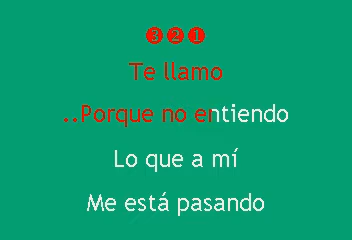 ❸❷❶
Te llamo
..Porque no entiendo
Lo que a mí
Me está pasando